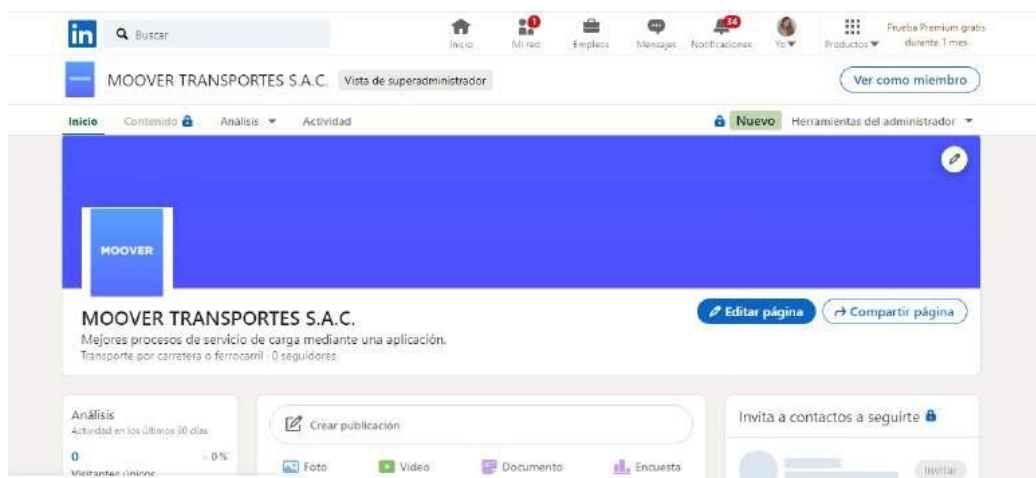 in Buscar
1
34
Inicio Mi red Empleos Mensajes Notificaciones Yo Productos
Prueba Premium gratis
durante 1 mes
MOOVER TRANSPORTES S.A.C. Vista de superadministrador Ver como miembro
Inicio Contenido Análisis Actividad Nuevo Herramientas del administrador
MOOVER
MOOVER TRANSPORTES S.A.C.
Editar página Compartir página
Mejores procesos de servicio de carga mediante una aplicación.
Transporte por carretera o ferrocarril · 0 seguidores
Análisis
Actividad en los últimos 30 días
0 0 %
Visitantes únicos
Crear publicación
Foto Video Documento Encuesta
Invita a contactos a seguirte
Invitar